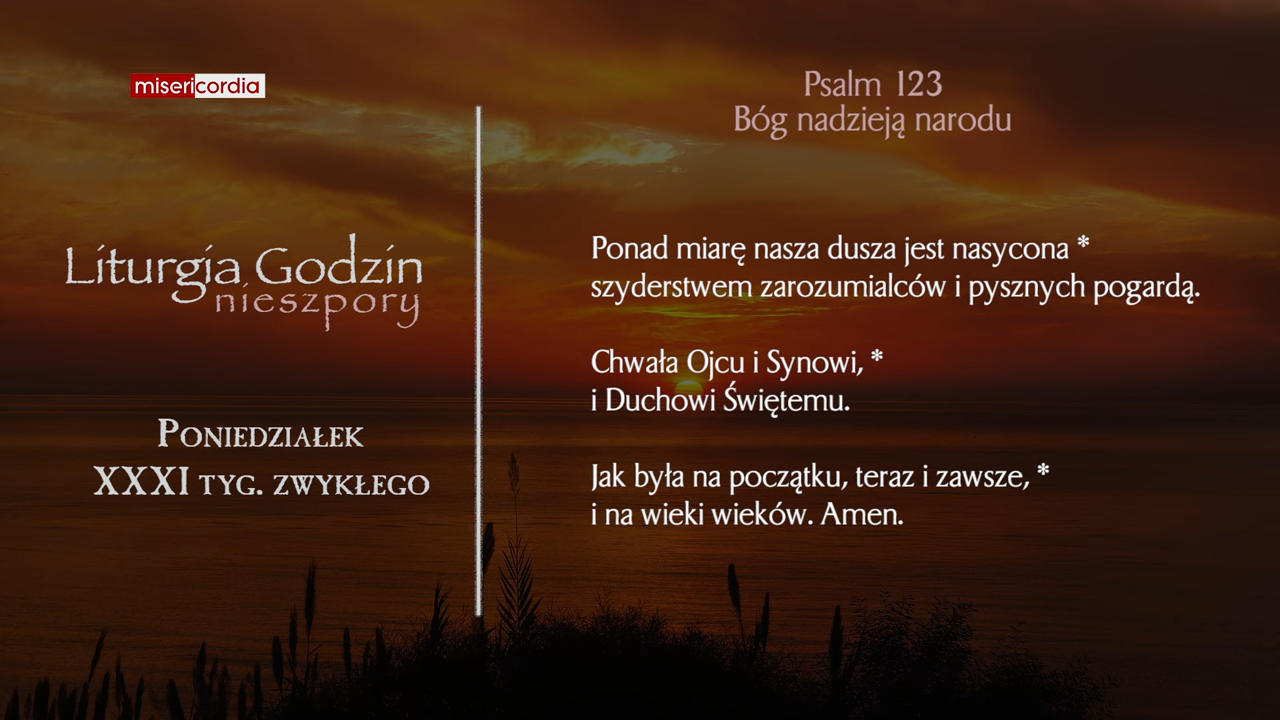 misericordia
Liturgia Godzin
nieszpory
Poniedziałek
XXXI tyg. zwykłego
Psalm 123
Bóg nadzieją narodu
Ponad miarę nasza dusza jest nasycona *
szyderstwem zarozumialców i pysznych pogardą.
Chwała Ojcu i Synowi, *
i Duchowi Świętemu.
Jak była na początku, teraz i zawsze, *
i na wieki wieków. Amen.